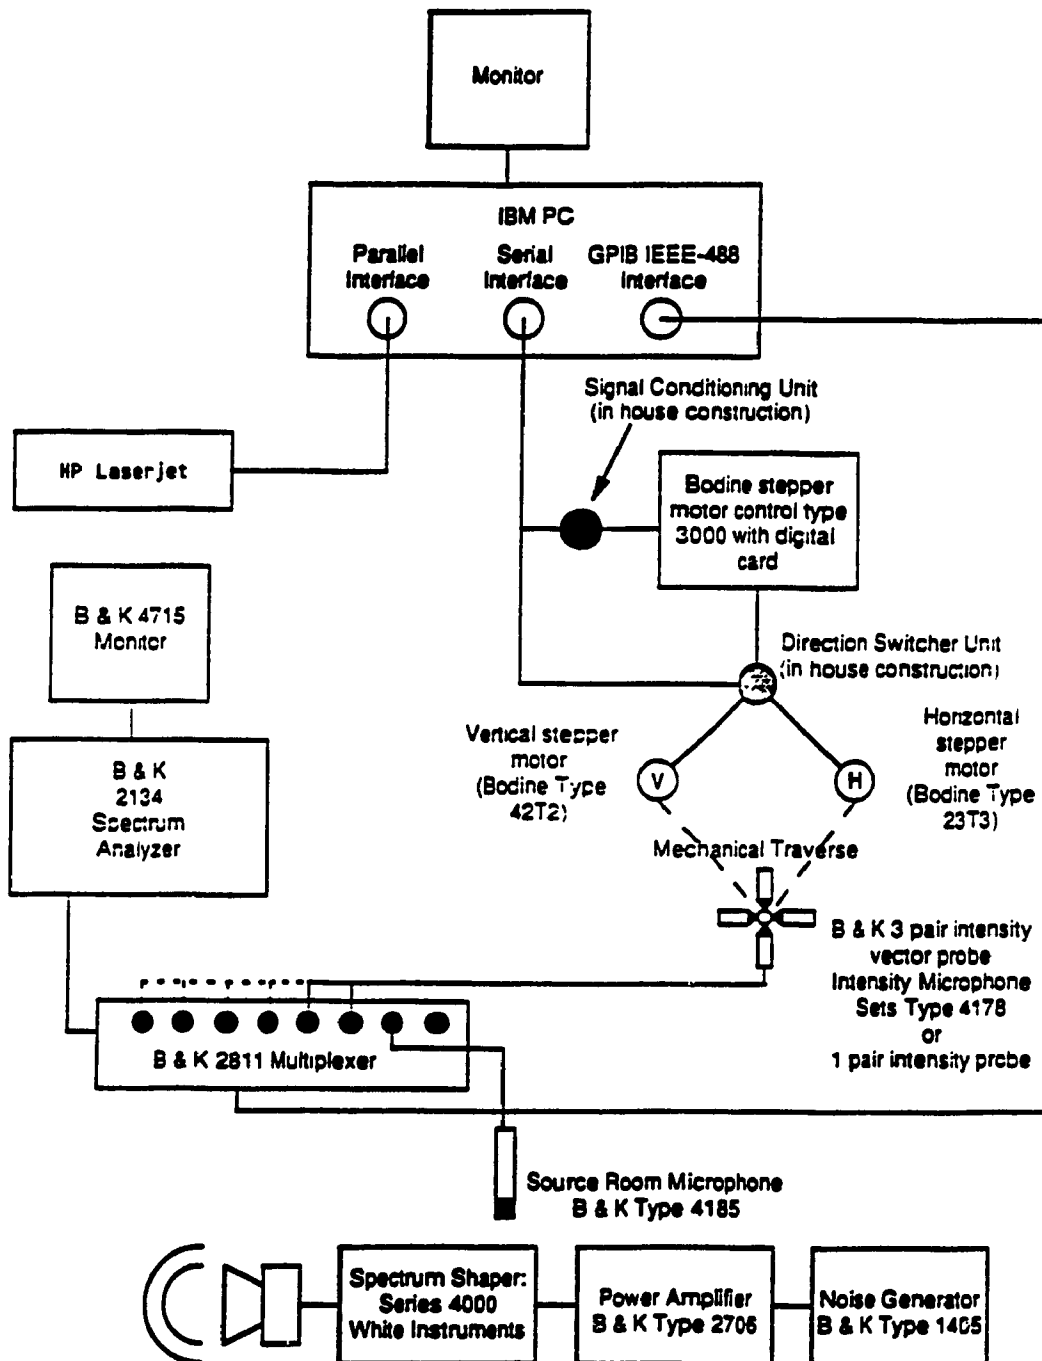 Monitor
IBM PC
Parallel
Interface
Serial
Interface
GPIB IEEE-488
Interface
Signal Conditioning Unit
(in house construction)
HP Laserjet
Bodine stepper
motor control type
3000 with digital
card
B & K 4715
Monitor
Direction Switcher Unit
(in house construction)
B & K
2134
Spectrum
Analyzer
Vertical stepper
motor
(Bodine Type
42T2)
V
H
Horizontal
stepper
motor
(Bodine Type
23T3)
Mechanical Traverse
B & K 3 pair intensity
vector probe
Intensity Microphone
Sets Type 4178
or
1 pair intensity probe
B & K 2811 Multiplexer
Source Room Microphone
B & K Type 4185
Spectrum Shaper:
Series 4000
White Instruments
Power Amplifier
B & K Type 2706
Noise Generator
B & K Type 1405